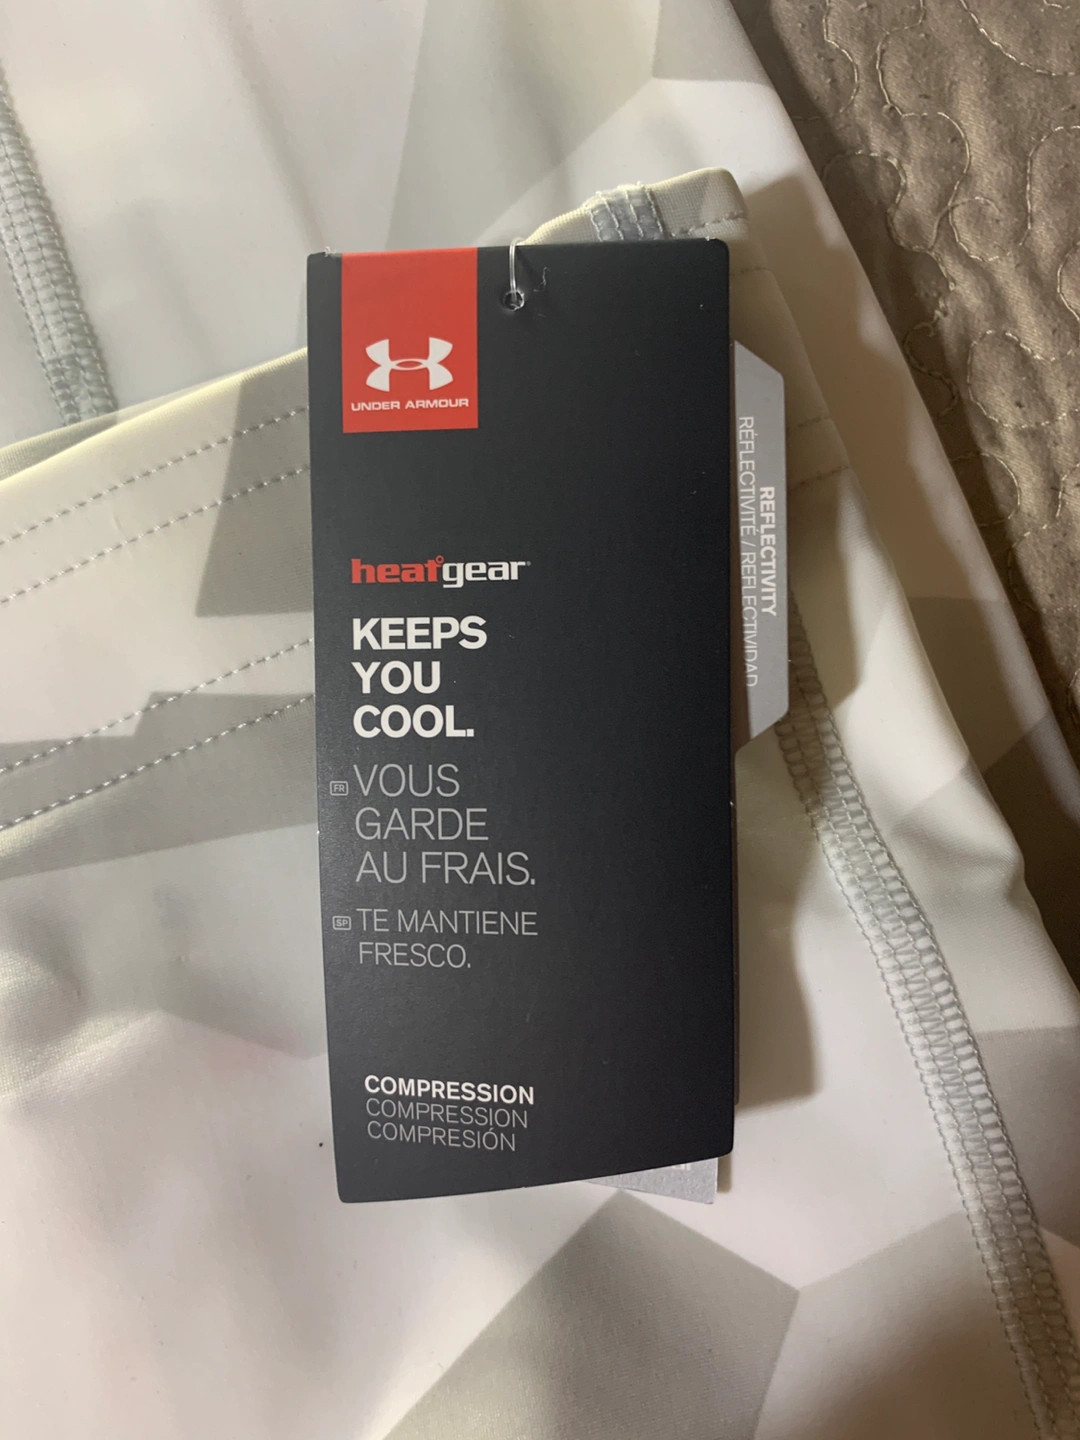 UNDER ARMOUR
heatgear
KEEPS
YOU
COOL.
FR
VOUS
GARDE
AU FRAIS.
SP
TE MANTIENE
FRESCO.
COMPRESSION
COMPRESSION
COMPRESIÓN
REFLECTIVITY
RÉFLECTIVITÉ / REFLECTIVIDAD